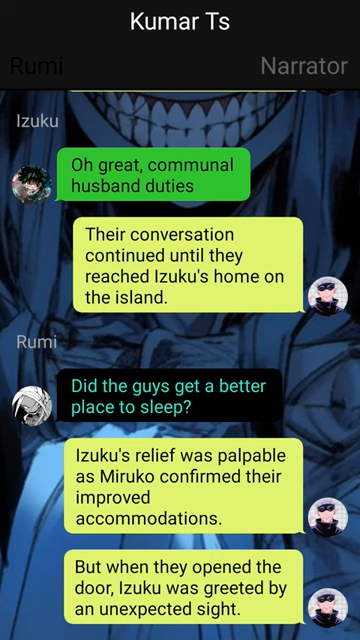 Kumar Ts
Rumi
Narrator
Izuku
Oh great, communal
husband duties
Their conversation
continued until they
reached Izuku's home on
the island.
Rumi
Did the guys get a better
place to sleep?
Izuku's relief was palpable
as Miruko confirmed their
improved
accommodations.
But when they opened the
door, Izuku was greeted by
an unexpected sight.